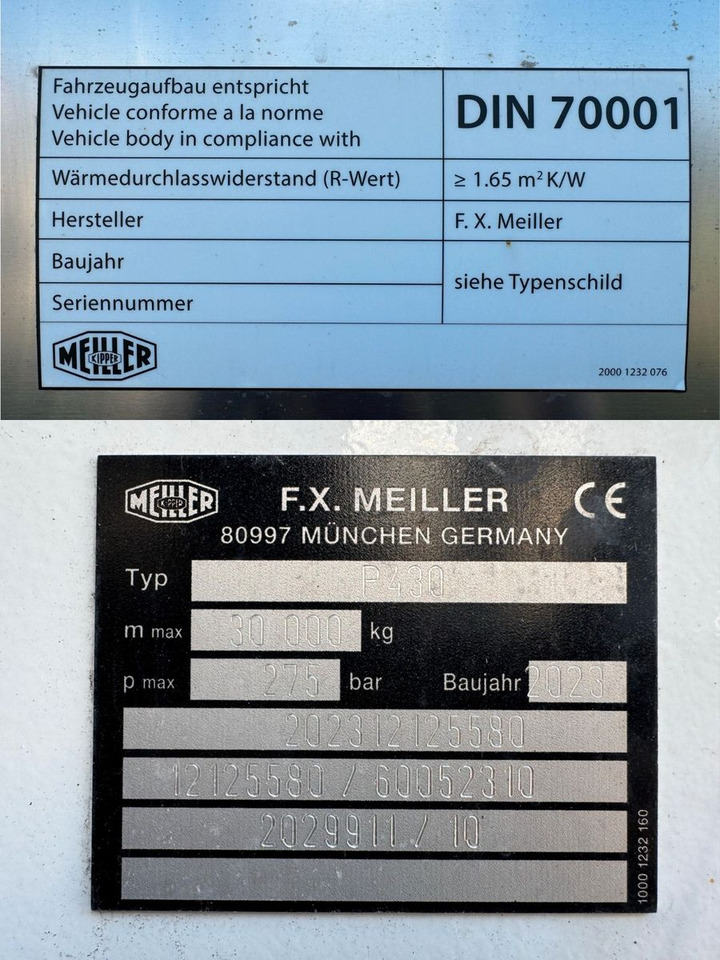 Fahrzeugaufbau entspricht
Vehicle conforme a la norme
Vehicle body in compliance with
DIN 70001
Wärmedurchlasswiderstand (R-Wert) ≥ 1.65 m² K/W
Hersteller F. X. Meiller
Baujahr
siehe Typenschild
Seriennummer
MEILLER
KIPPER
2000 1232 076
MEILLER
KIPPER
F.X. MEILLER CE
80997 MÜNCHEN GERMANY
Typ P430
m max 30 000 kg
p max 275 bar Baujahr 2023
202312125580
12125580 / 60052310
2029911 / 10
1000 1232 160